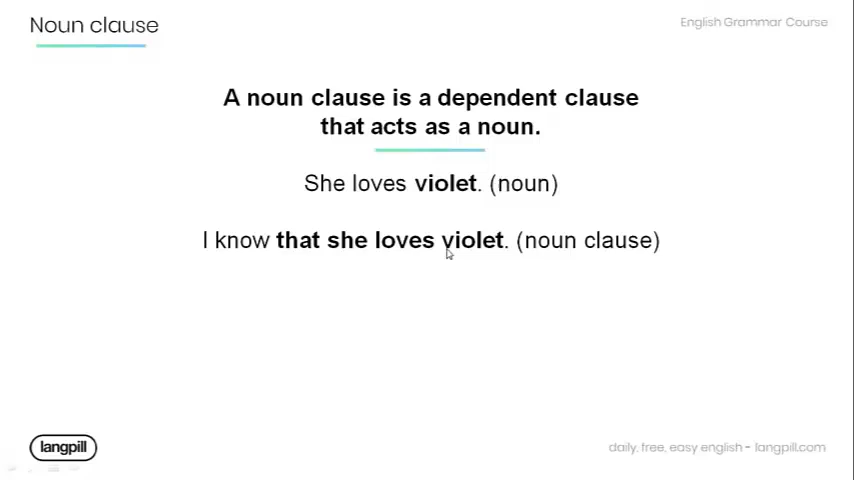 Noun clause
English Grammar Course
A noun clause is a dependent clause
that acts as a noun.
She loves violet. (noun)
I know that she loves violet. (noun clause)
langpill
daily, free, easy english - langpill.com